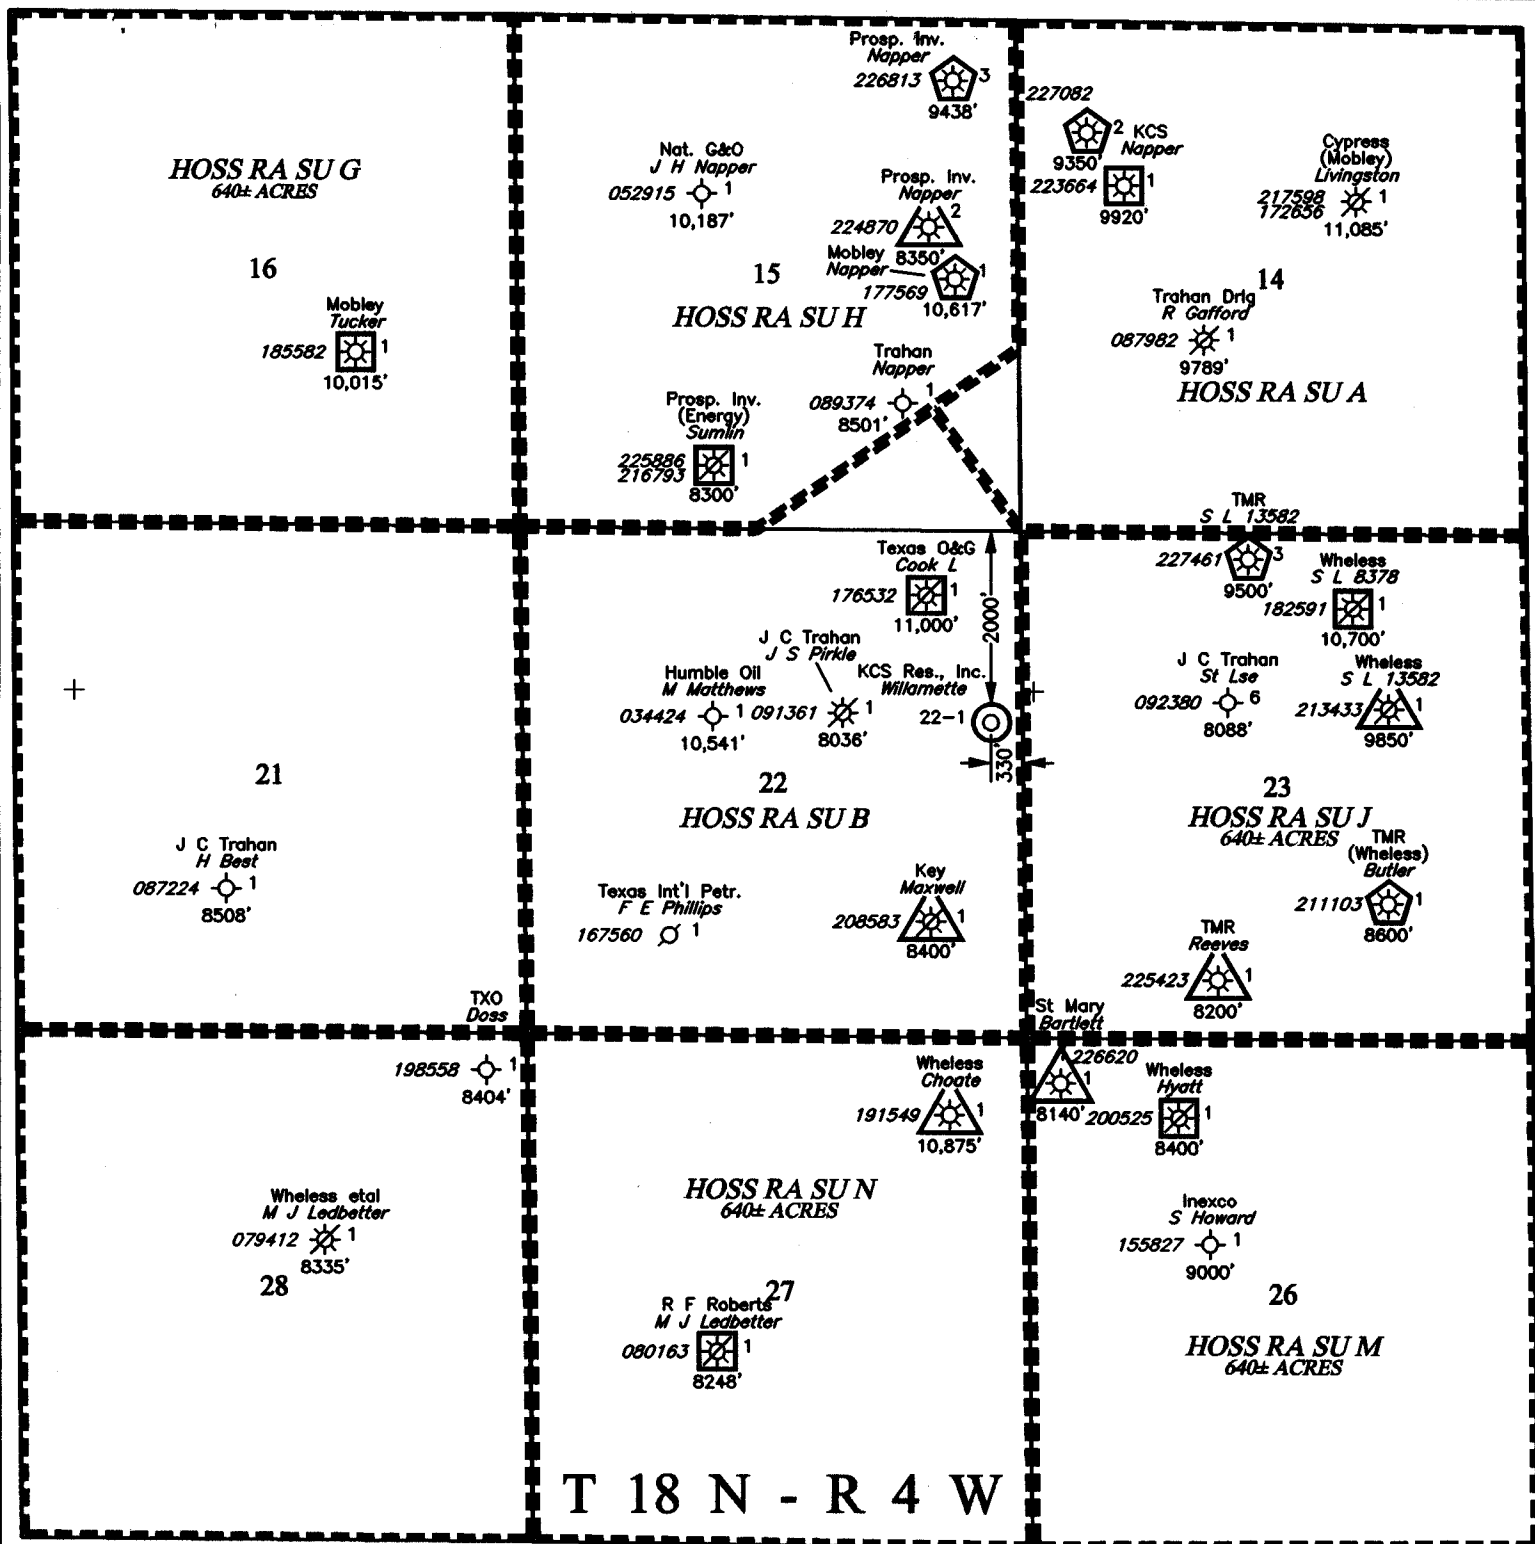 HOSS RA SU G
640± ACRES
16
Mobley
Tucker
185582
1
10,015'
Prosp. Inv.
Napper
226813
3
9438'
Nat. G&O
J H Napper
052915
1
10,187'
Prosp. Inv.
Napper
224870
2
8350'
Mobley
Napper
177569
1
10,617'
15
HOSS RA SU H
Trahan
Napper
089374
1
8501'
Prosp. Inv.
(Energy)
Sumlin
225886
216793
1
8300'
227082
2
9350'
KCS
Napper
223664
1
9920'
Cypress
(Mobley)
Livingston
217598
172656
1
11,085'
14
Trahan Drlg
R Gafford
087982
1
9789'
HOSS RA SU A
21
J C Trahan
H Best
087224
1
8508'
TXO
Doss
Texas O&G
Cook L
176532
1
11,000'
2000'
J C Trahan
J S Pirkle
091361
1
8036'
Humble Oil
M Matthews
034424
1
10,541'
KCS Res., Inc.
Willamette
22-1
330'
22
HOSS RA SU B
Texas Int'l Petr.
F E Phillips
167560
1
Key
Maxwell
208583
1
8400'
TMR
S L 13582
227461
3
9500'
Wheless
S L 8378
182591
1
10,700'
J C Trahan
St Lse
092380
6
8088'
Wheless
S L 13582
213433
1
9850'
23
HOSS RA SU J
640± ACRES
TMR
(Wheless)
Butler
211103
1
8600'
TMR
Reeves
225423
1
8200'
198558
1
8404'
Wheless etal
M J Ledbetter
079412
1
8335'
28
Wheless
Choate
191549
1
10,875'
HOSS RA SU N
640± ACRES
27
R F Roberts
M J Ledbetter
080163
1
8248'
St Mary
Bartlett
226620
1
8140'
Wheless
Hyatt
200525
1
8400'
Inexco
S Howard
155827
1
9000'
26
HOSS RA SU M
640± ACRES
T 18 N - R 4 W